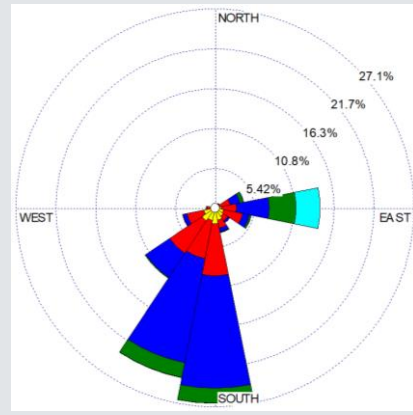 NORTH
27.1%
21.7%
16.3%
10.8%
5.42%
WEST
EAST
SOUTH